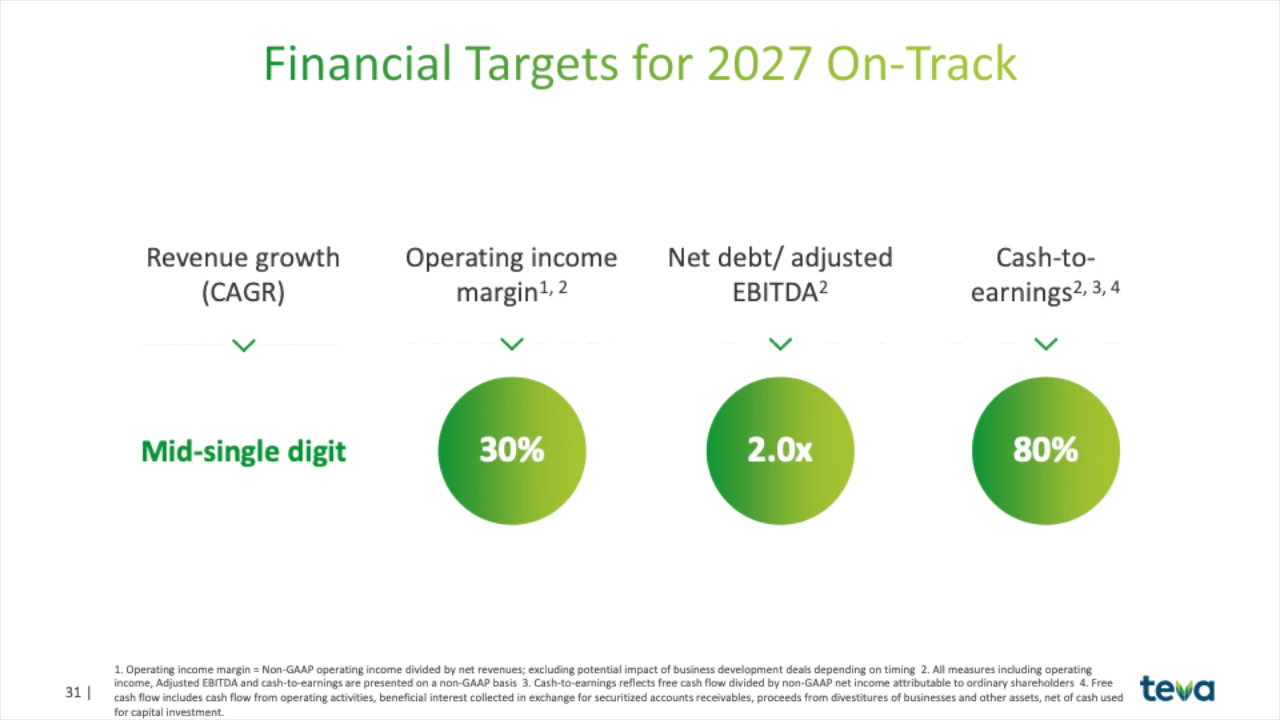 Financial Targets for 2027 On-Track
Revenue growth
(CAGR)
Operating income
margin1, 2
Net debt/ adjusted
EBITDA2
Cash-to-
earnings2, 3, 4
Mid-single digit
30%
2.0x
80%
1. Operating income margin = Non-GAAP operating income divided by net revenues; excluding potential impact of business development deals depending on timing 2. All measures including operating
income, Adjusted EBITDA and cash-to-earnings are presented on a non-GAAP basis 3. Cash-to-earnings reflects free cash flow divided by non-GAAP net income attributable to ordinary shareholders 4. Free
cash flow includes cash flow from operating activities, beneficial interest collected in exchange for securitized accounts receivables, proceeds from divestitures of businesses and other assets, net of cash used
for capital investment.
31 |
teva